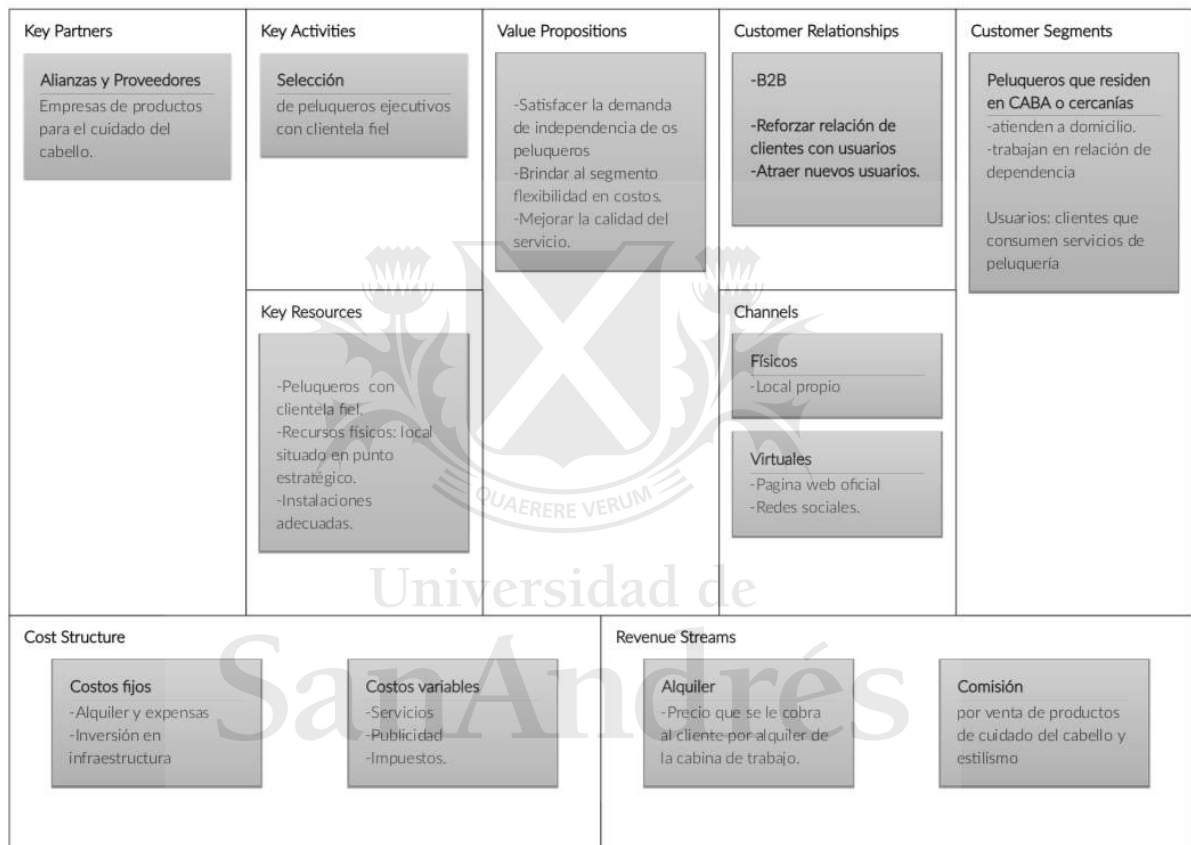 Key Partners
Alianzas y Proveedores
Empresas de productos
para el cuidado del
cabello.
Key Activities
Selección
de peluqueros ejecutivos
con clientela fiel
Key Resources
-Peluqueros con
clientela fiel.
-Recursos físicos: local
situado en punto
estratégico.
-Instalaciones
adecuadas.
Value Propositions
-Satisfacer la demanda
de independencia de os
peluqueros
-Brindar al segmento
flexibilidad en costos.
-Mejorar la calidad del
servicio.
Customer Relationships
-B2B
-Reforzar relación de
clientes con usuarios
-Atraer nuevos usuarios.
Channels
Físicos
-Local propio
Virtuales
-Pagina web oficial
-Redes sociales.
Customer Segments
Peluqueros que residen
en CABA o cercanías
-atienden a domicilio.
-trabajan en relación de
dependencia
Usuarios: clientes que
consumen servicios de
peluquería
Cost Structure
Costos fijos
-Alquiler y expensas
-Inversión en
infraestructura
Costos variables
-Servicios
-Publicidad
-Impuestos.
Revenue Streams
Alquiler
-Precio que se le cobra
al cliente por alquiler de
la cabina de trabajo.
Comisión
por venta de productos
de cuidado del cabello y
estilismo
QUAERERE VERUM
Universidad de
SanAndrés